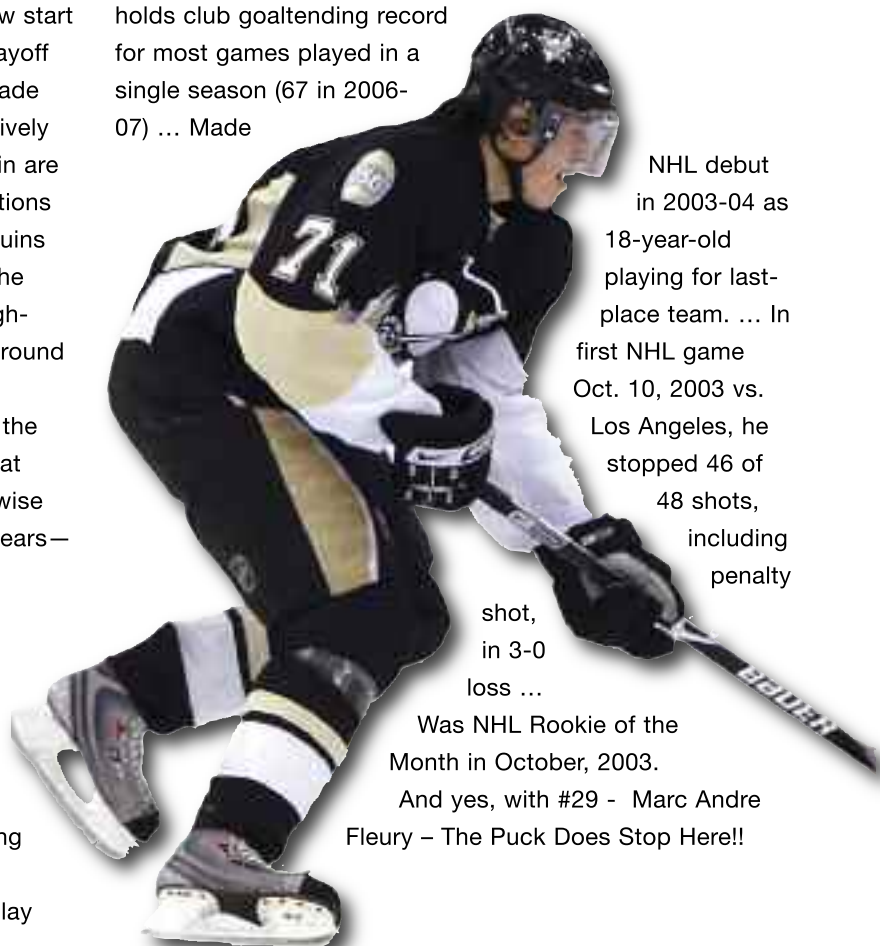 w start
ayoff
ade
ively
in are
tions
uins
he
gh-
round
the
at
wise
ears—
ng
lay
holds club goaltending record
for most games played in a
single season (67 in 2006-
07) … Made
NHL debut
in 2003-04 as
18-year-old
playing for last-
place team. … In
first NHL game
Oct. 10, 2003 vs.
Los Angeles, he
stopped 46 of
48 shots,
including
penalty
shot,
in 3-0
loss …
Was NHL Rookie of the
Month in October, 2003.
And yes, with #29 - Marc Andre
Fleury – The Puck Does Stop Here!!
71
BAUER